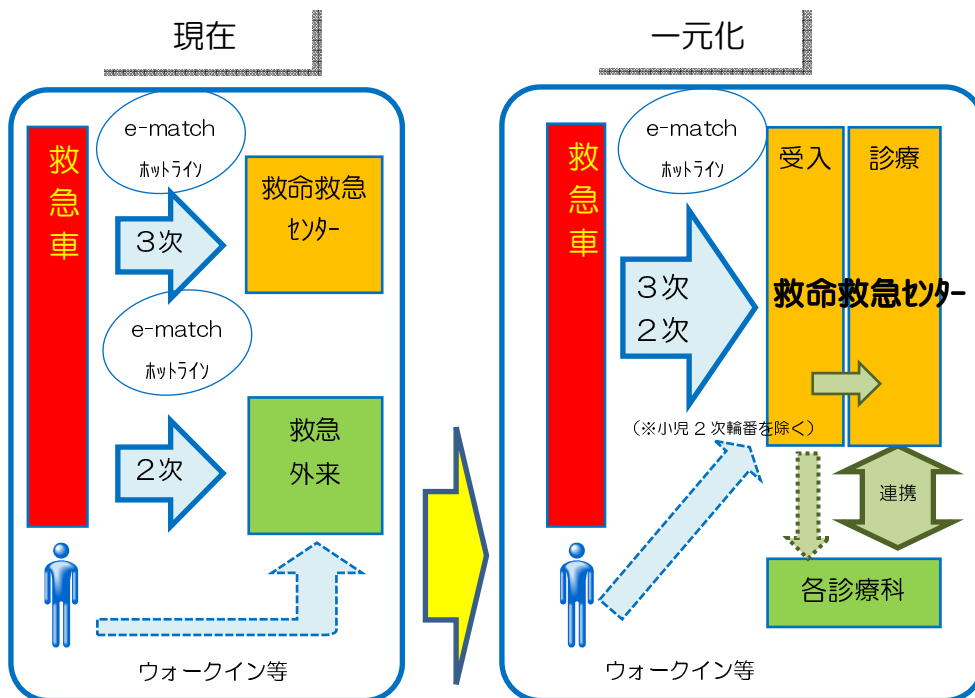 現在
e-match
ﾎｯﾄﾗｲﾝ
救急車
3次
救命救急
ｾﾝﾀｰ
e-match
ﾎｯﾄﾗｲﾝ
2次
救急
外来
ウォークイン等
一元化
e-match
ﾎｯﾄﾗｲﾝ
救急車
受入
診療
3次
2次
救命救急ｾﾝﾀｰ
（※小児2次輪番を除く）
連携
各診療科
ウォークイン等